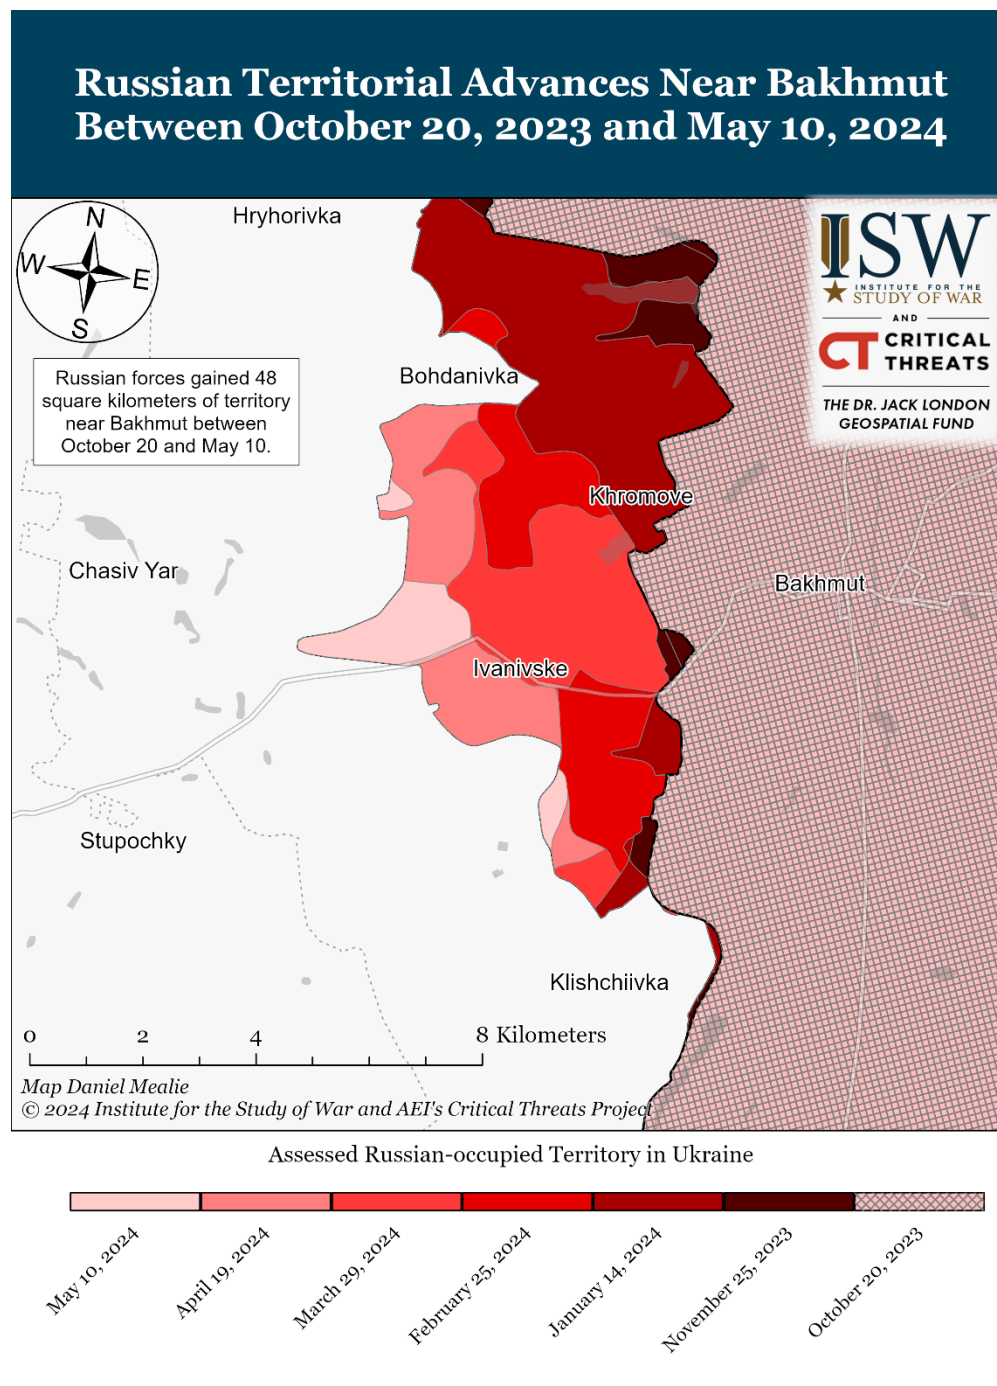 Russian Territorial Advances Near Bakhmut
Between October 20, 2023 and May 10, 2024
N
W
E
S
Hryhorivka
ISW
INSTITUTE FOR THE
STUDY OF WAR
AND
CT CRITICAL
THREATS
THE DR. JACK LONDON
GEOSPATIAL FUND
Russian forces gained 48
square kilometers of territory
near Bakhmut between
October 20 and May 10.
Bohdanivka
Khromove
Chasiv Yar
Bakhmut
Ivanivske
Stupochky
Klishchiivka
0 2 4 8 Kilometers
Map Daniel Mealie
© 2024 Institute for the Study of War and AEI's Critical Threats Project
Assessed Russian-occupied Territory in Ukraine
May 10, 2024
April 19, 2024
March 29, 2024
February 25, 2024
January 14, 2024
November 25, 2023
October 20, 2023